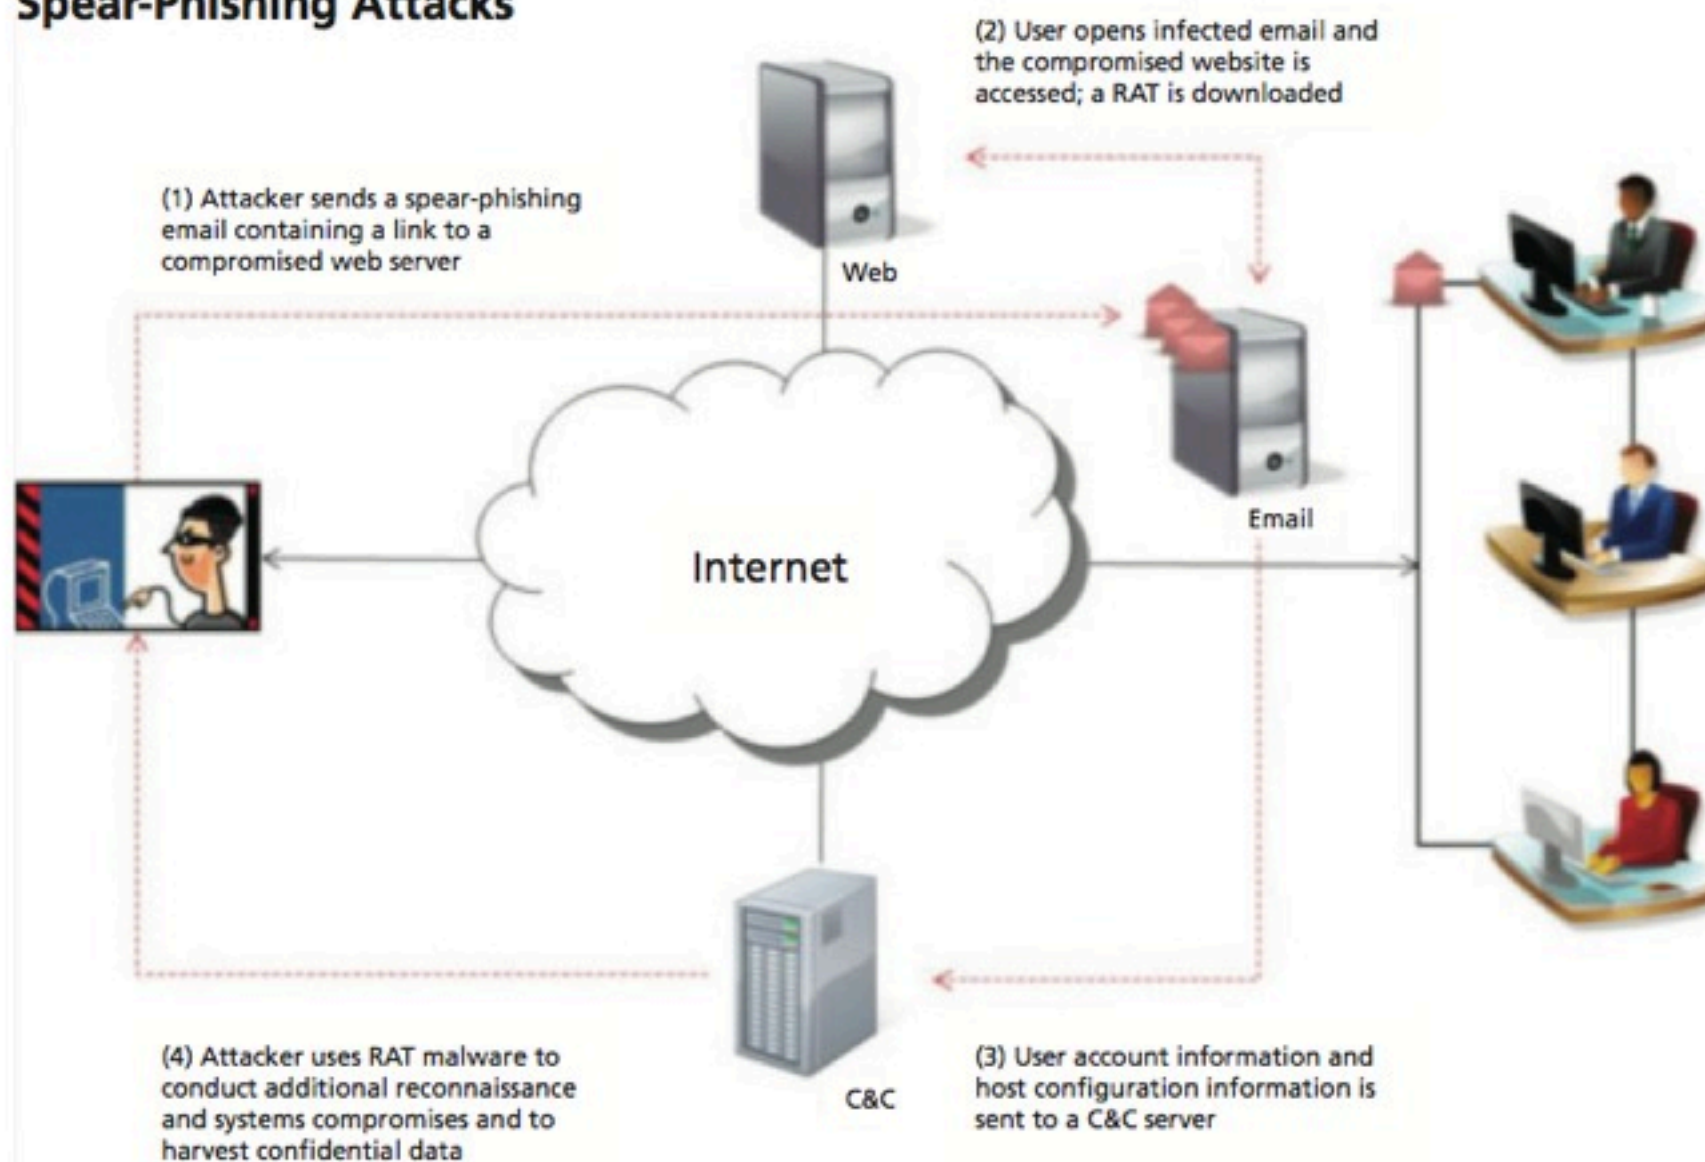 Spear-Phishing Attacks
(2) User opens infected email and
the compromised website is
accessed; a RAT is downloaded
(1) Attacker sends a spear-phishing
email containing a link to a
compromised web server
Web
Email
Internet
C&C
(4) Attacker uses RAT malware to
conduct additional reconnaissance
and systems compromises and to
harvest confidential data
(3) User account information and
host configuration information is
sent to a C&C server